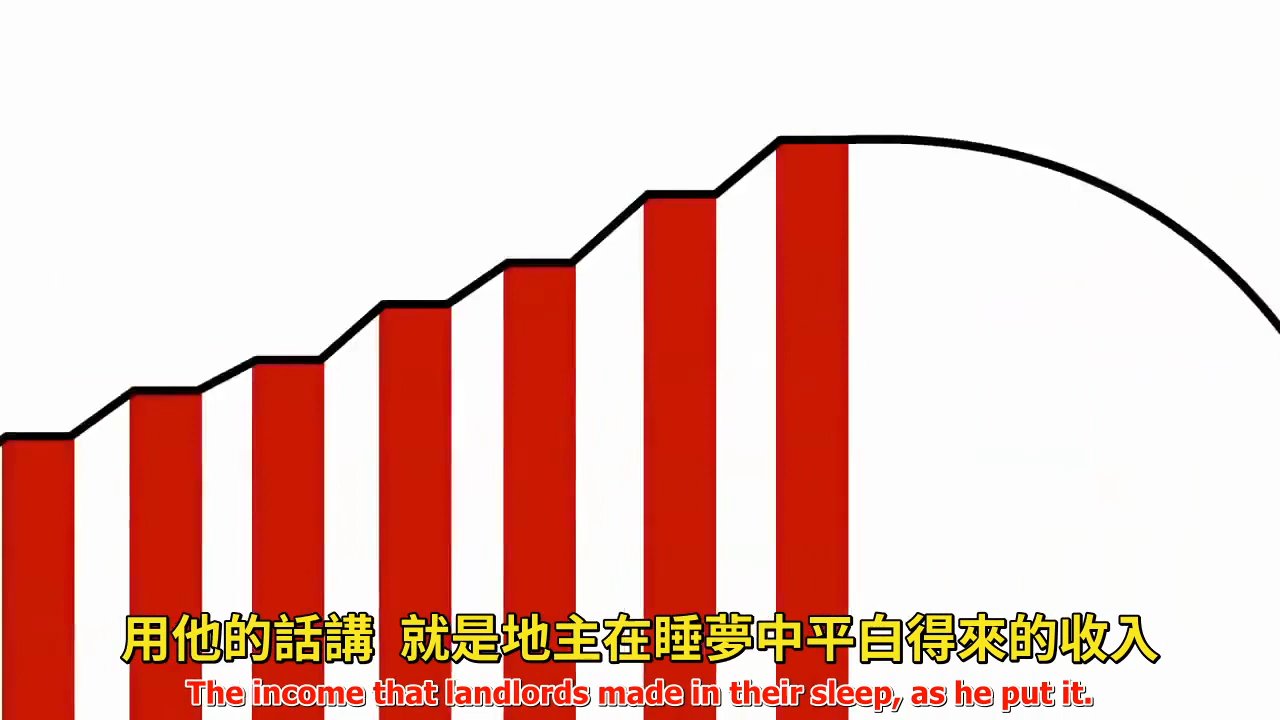 用他的話講 就是地主在睡夢中平白得來的收入
The income that landlords made in their sleep, as he put it.